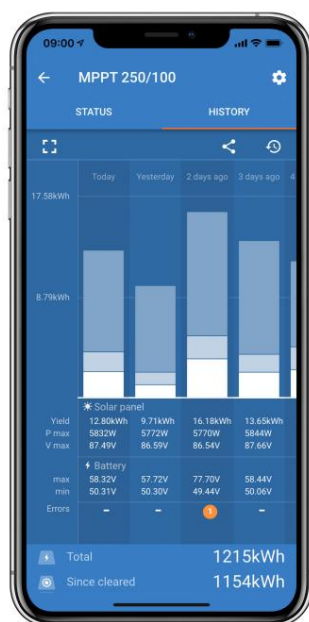 09:00
MPPT 250/100
STATUS HISTORY
Today Yesterday 2 days ago 3 days ago 4
17.58kWh
8.79kWh
Solar panel
Yield 12.80kWh 9.71kWh 16.18kWh 13.65kWh
P max 5832W 5772W 5770W 5844W
V max 87.49V 86.59V 86.54V 87.66V
Battery
max 58.32V 57.72V 77.70V 58.44V
min 50.31V 50.30V 49.44V 50.06V
Errors - - 1 -
Total 1215kWh
Since cleared 1154kWh